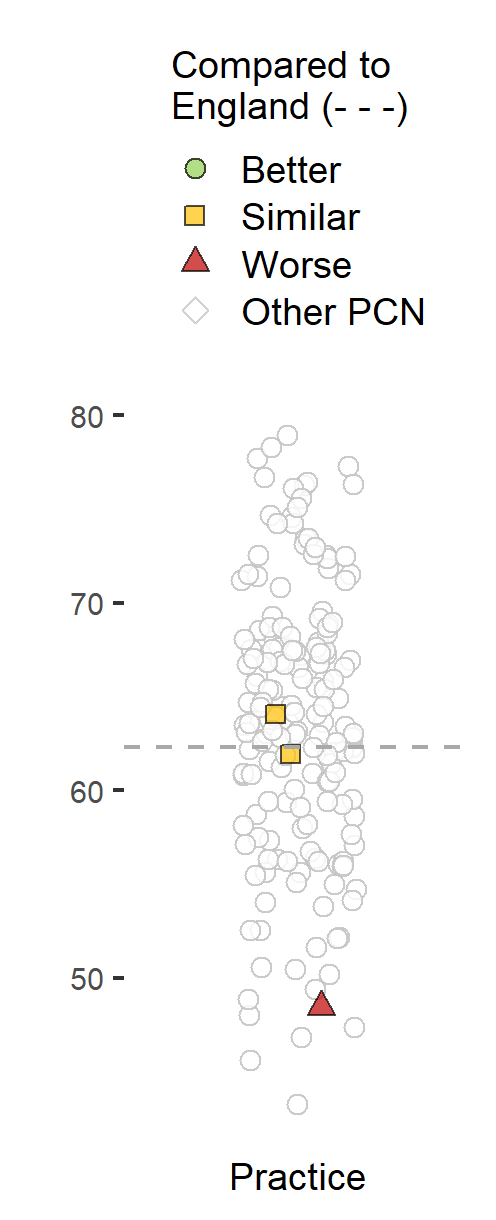 Compared to
England (- - -)
Better
Similar
Worse
Other PCN
80
70
60
50
Practice